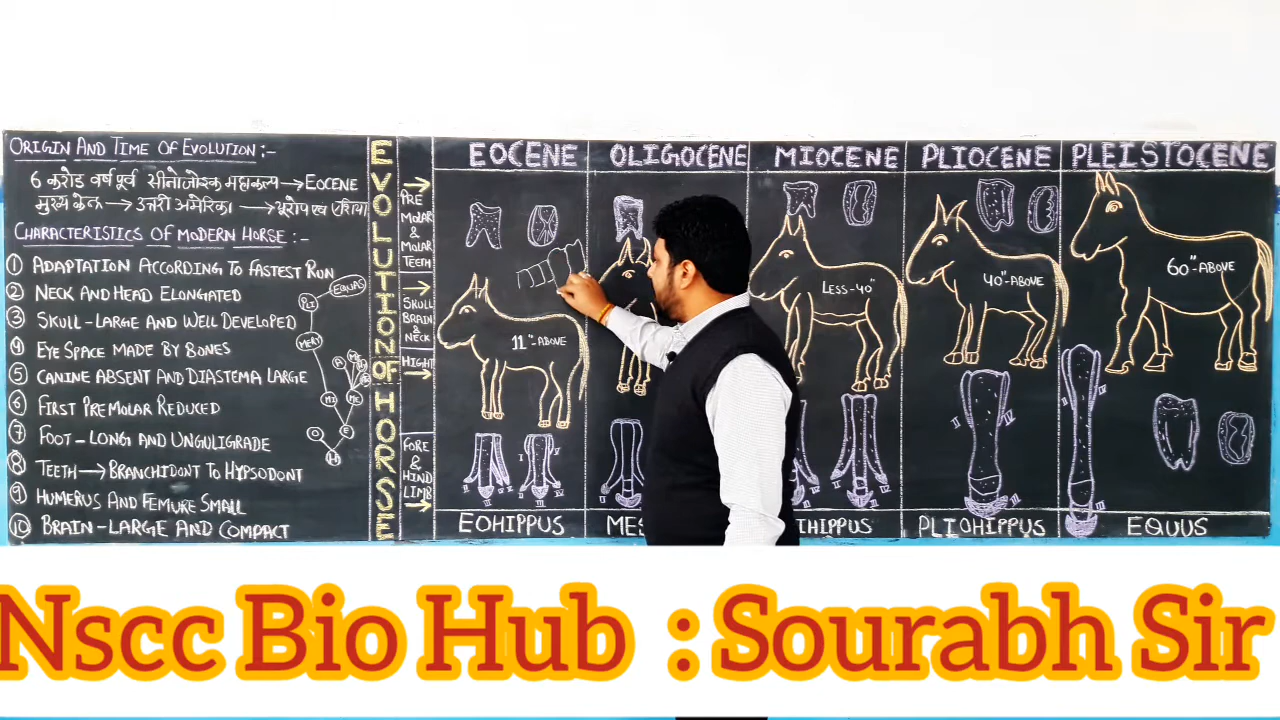 ORIGIN AND TIME OF EVOLUTION :-
6 करोड़ वर्ष पूर्व सीनोजोइक महाकल्प → EOCENE
मुख्य केन्द्र → उत्तरी अमेरिका → यूरोप एवं एशिया
CHARACTERISTICS OF MODERN HORSE :-
① ADAPTATION ACCORDING TO FASTEST RUN
② NECK AND HEAD ELONGATED
③ SKULL-LARGE AND WELL DEVELOPED
④ EYE SPACE MADE BY BONES
⑤ CANINE ABSENT AND DIASTEMA LARGE
⑥ FIRST PREMOLAR REDUCED
⑦ FOOT-LONG AND UNGULIGRADE
⑧ TEETH → BRANCHIDONT TO HYPSODONT
⑨ HUMERUS AND FEMURE SMALL
⑩ BRAIN-LARGE AND COMPACT
EQUUS
PLI
MERY
MI
ME
O
E
H
EVOLUTION OF HORSE
PRE
MOLAR
&
MOLAR
TEETH
SKULL
BRAIN
&
NECK
HIGHT
FORE
&
HIND
LIMB
EOCENE
OLIGOCENE
MIOCENE
PLIOCENE
PLEISTOCENE
11"-ABOVE
LESS-40"
40"-ABOVE
60"ABOVE
EOHIPPUS
MES
IHIPPUS
PLIOHIPPUS
EQUUS
Nscc Bio Hub : Sourabh Sir